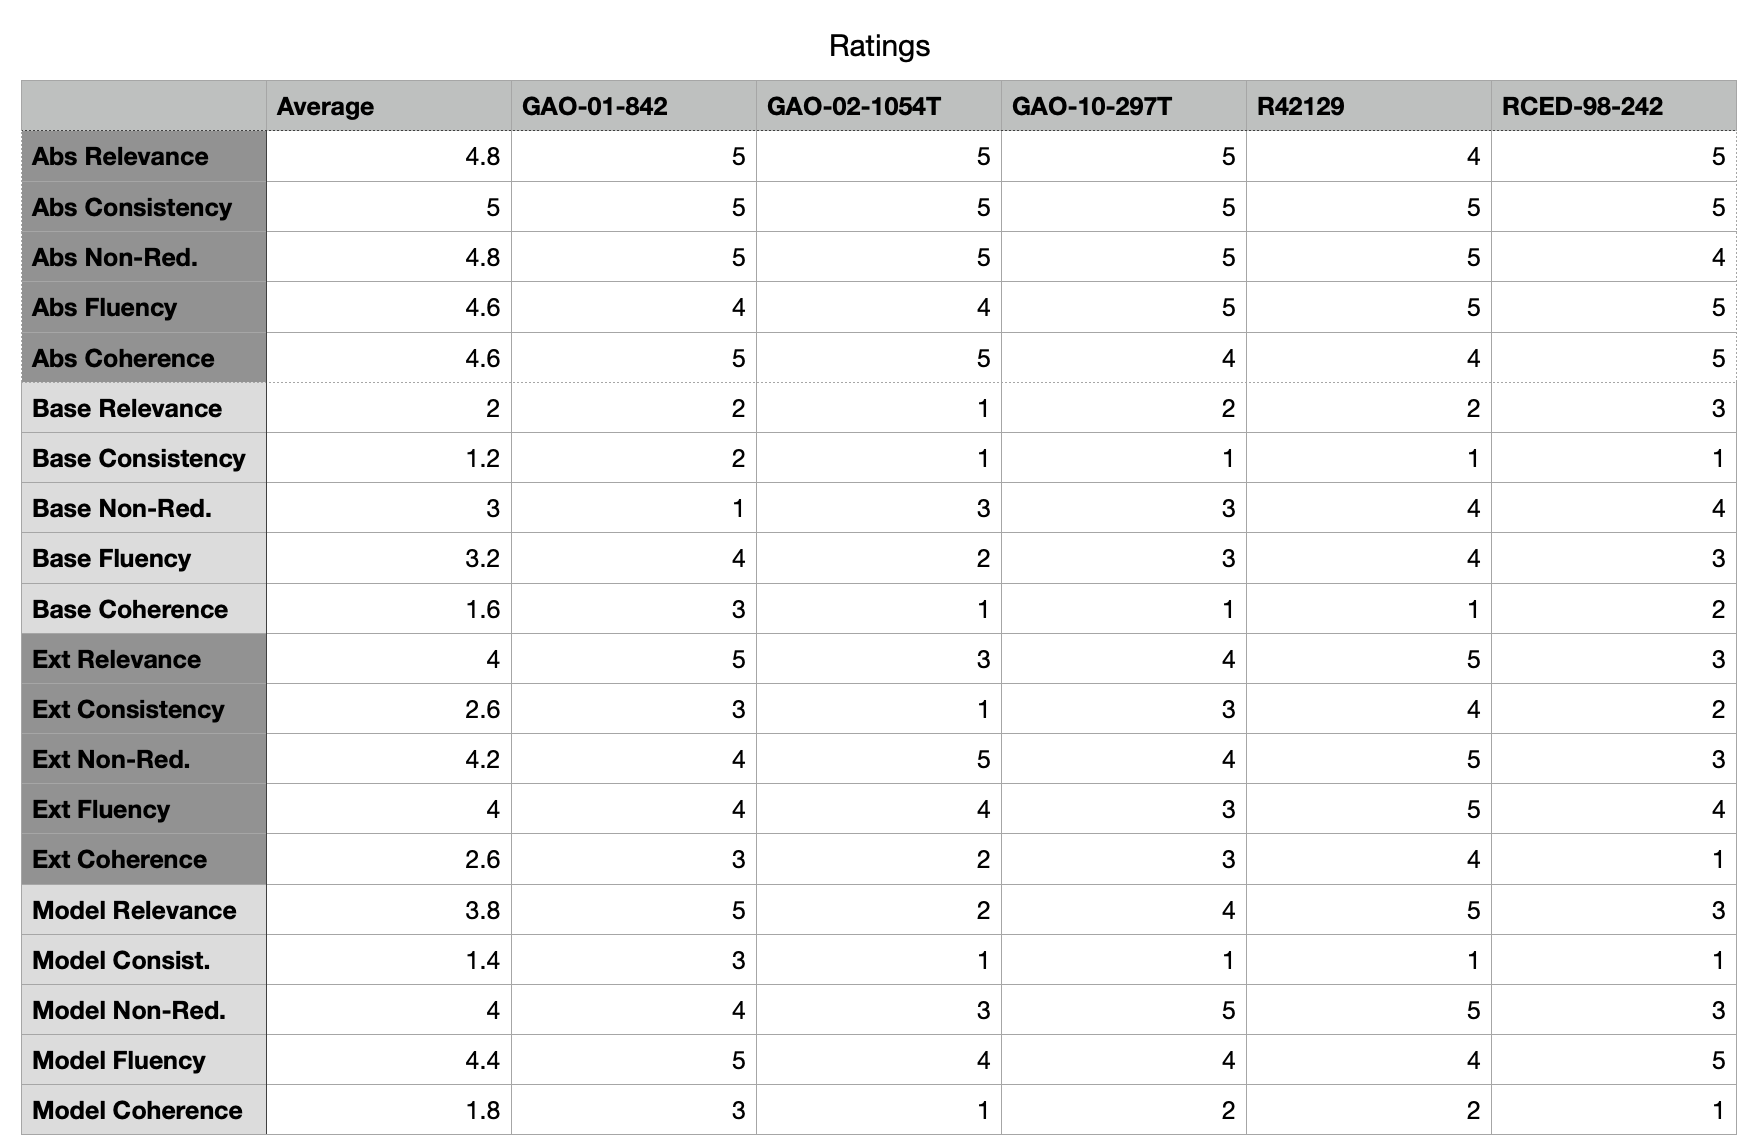 Ratings
Average GAO-01-842 GAO-02-1054T GAO-10-297T R42129 RCED-98-242
Abs Relevance 4.8 5 5 5 4 5
Abs Consistency 5 5 5 5 5 5
Abs Non-Red. 4.8 5 5 5 5 4
Abs Fluency 4.6 4 4 5 5 5
Abs Coherence 4.6 5 5 4 4 5
Base Relevance 2 2 1 2 2 3
Base Consistency 1.2 2 1 1 1 1
Base Non-Red. 3 1 3 3 4 4
Base Fluency 3.2 4 2 3 4 3
Base Coherence 1.6 3 1 1 1 2
Ext Relevance 4 5 3 4 5 3
Ext Consistency 2.6 3 1 3 4 2
Ext Non-Red. 4.2 4 5 4 5 3
Ext Fluency 4 4 4 3 5 4
Ext Coherence 2.6 3 2 3 4 1
Model Relevance 3.8 5 2 4 5 3
Model Consist. 1.4 3 1 1 1 1
Model Non-Red. 4 4 3 5 5 3
Model Fluency 4.4 5 4 4 4 5
Model Coherence 1.8 3 1 2 2 1